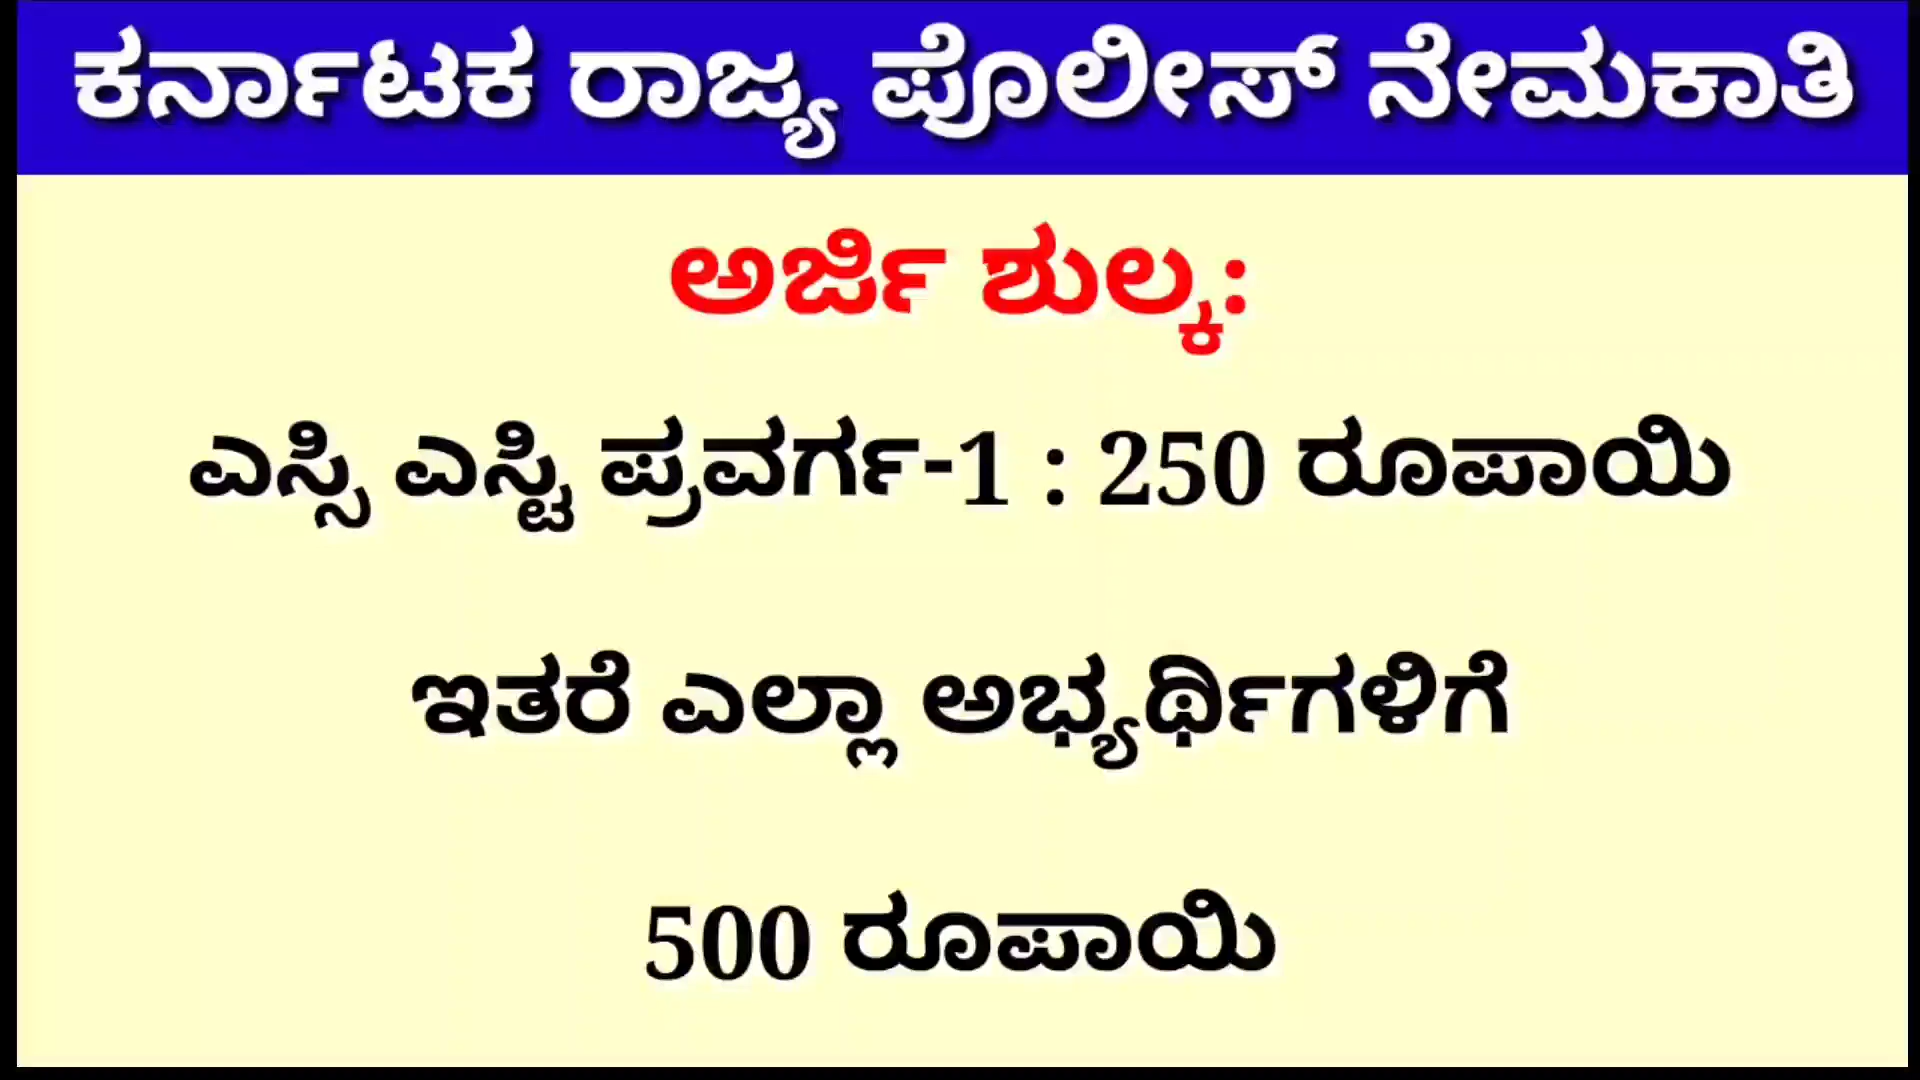 ಕರ್ನಾಟಕ ರಾಜ್ಯ ಪೊಲೀಸ್ ನೇಮಕಾತಿ
ಅರ್ಜಿ ಶುಲ್ಕ:
ಎಸ್ಸಿ ಎಸ್ಟಿ ಪ್ರವರ್ಗ-1 : 250 ರೂಪಾಯಿ
ಇತರೆ ಎಲ್ಲಾ ಅಭ್ಯರ್ಥಿಗಳಿಗೆ
500 ರೂಪಾಯಿ